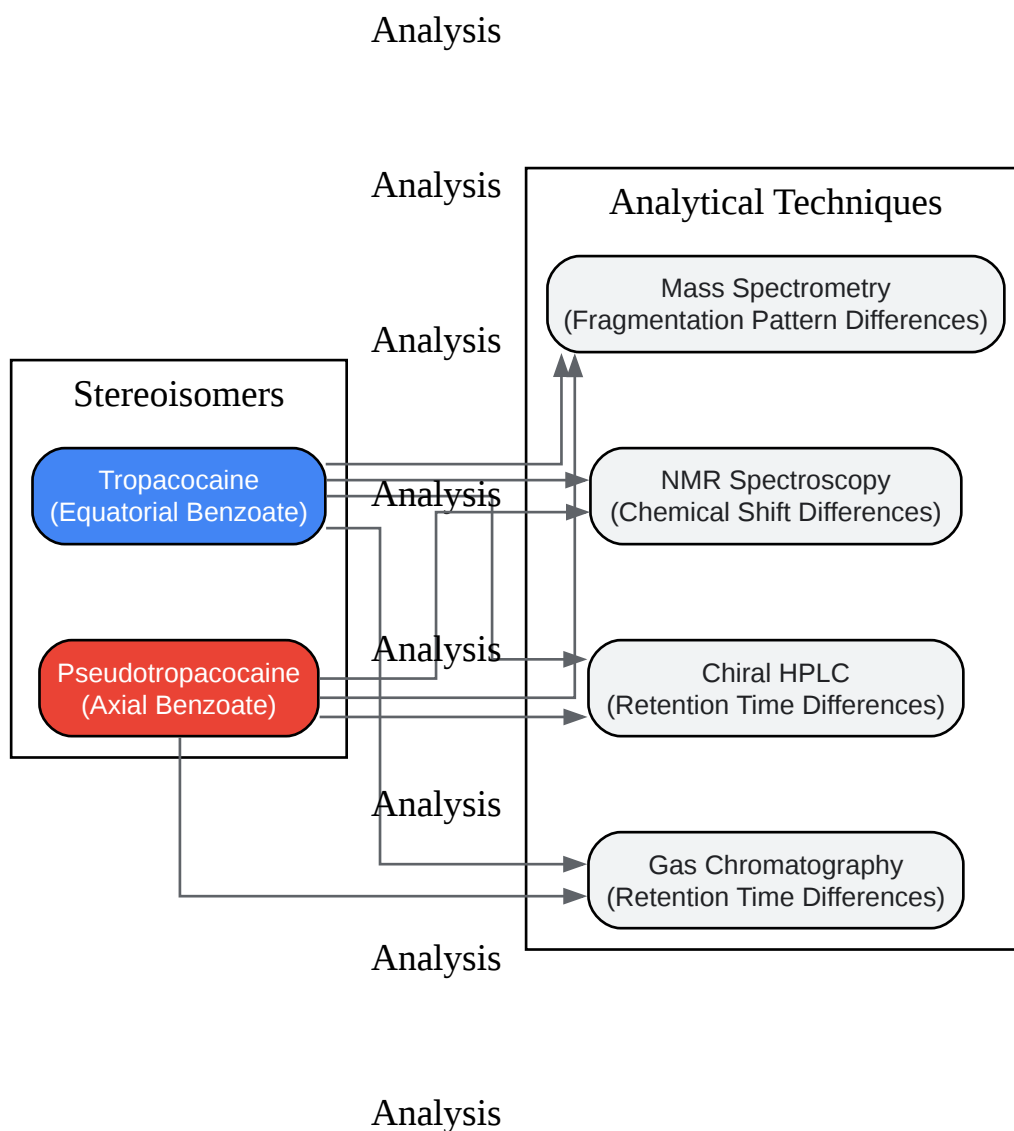 Analysis
Analysis
Analytical Techniques
Mass Spectrometry
(Fragmentation Pattern Differences)
Analysis
Stereoisomers
Tropacocaine
(Equatorial Benzoate)
Analysis
NMR Spectroscopy
(Chemical Shift Differences)
Analysis
Pseudotropacocaine
(Axial Benzoate)
Chiral HPLC
(Retention Time Differences)
Analysis
Gas Chromatography
(Retention Time Differences)
Analysis
Analysis